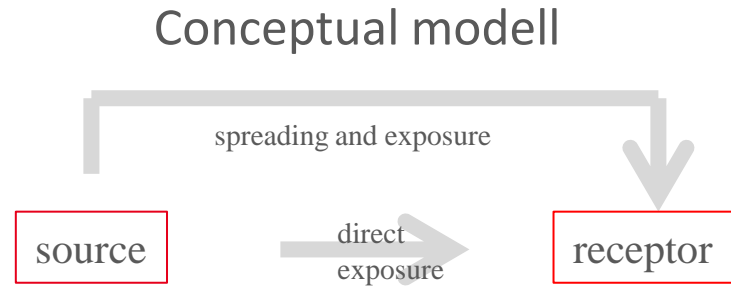 Conceptual modell
spreading and exposure
source
direct
exposure
receptor